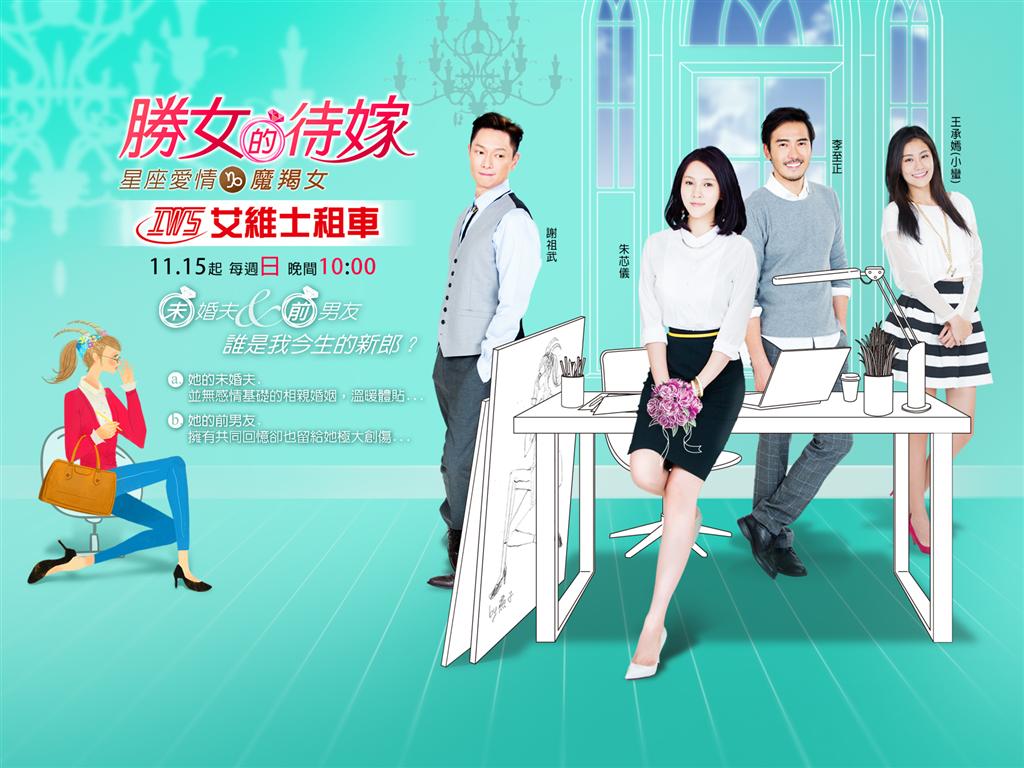 勝女的待嫁
星座愛情♑魔羯女
IWS 艾維士租車
11.15起 每週日 晚間10:00
未婚夫&前男友
誰是我今生的新郎？
a. 她的未婚夫.
並無感情基礎的相親婚姻，溫暖體貼...
b. 她的前男友.
擁有共同回憶卻也留給她極大創傷...
謝祖武
朱芯儀
李至正
王承嫣(小蠻)
by 燕子